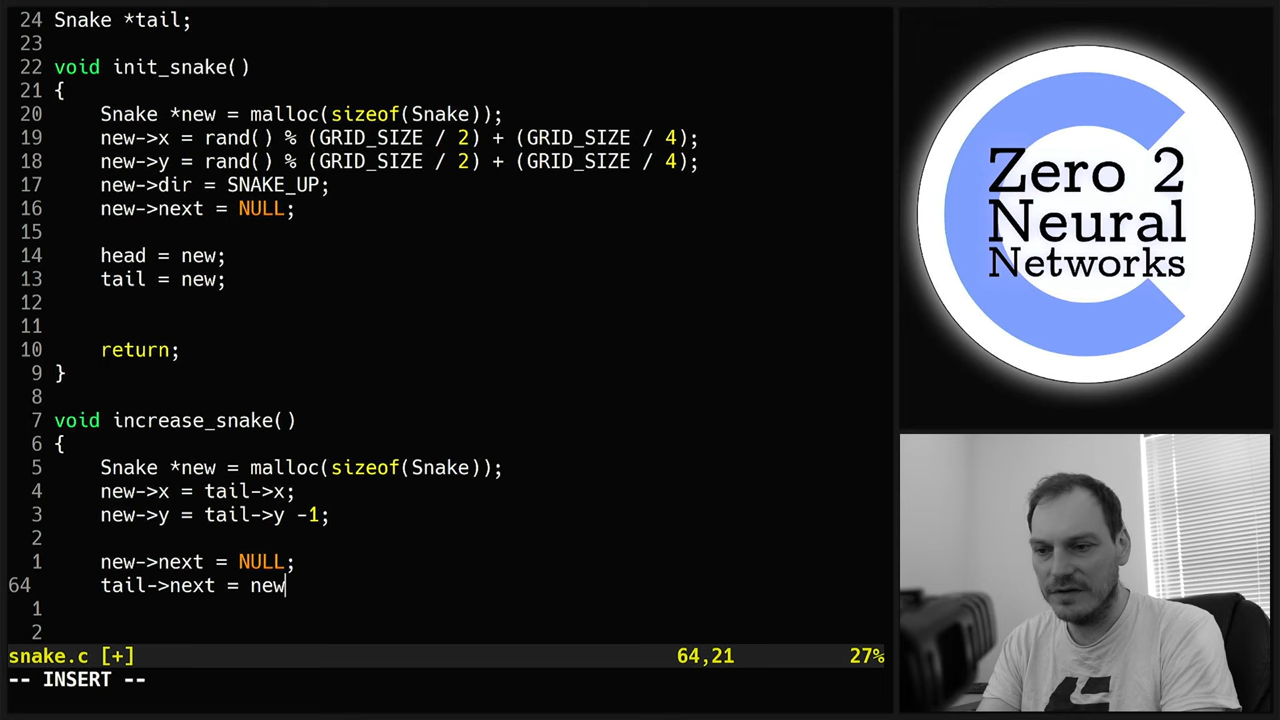 24 Snake *tail;
23
22 void init_snake()
21 {
20     Snake *new = malloc(sizeof(Snake));
19     new->x = rand() % (GRID_SIZE / 2) + (GRID_SIZE / 4);
18     new->y = rand() % (GRID_SIZE / 2) + (GRID_SIZE / 4);
17     new->dir = SNAKE_UP;
16     new->next = NULL;
15
14     head = new;
13     tail = new;
12
11
10     return;
9 }
8
7 void increase_snake()
6 {
5     Snake *new = malloc(sizeof(Snake));
4     new->x = tail->x;
3     new->y = tail->y -1;
2
1     new->next = NULL;
64     tail->next = new
1
2
snake.c [+] 64,21 27%
-- INSERT --
Zero 2
Neural
Networks